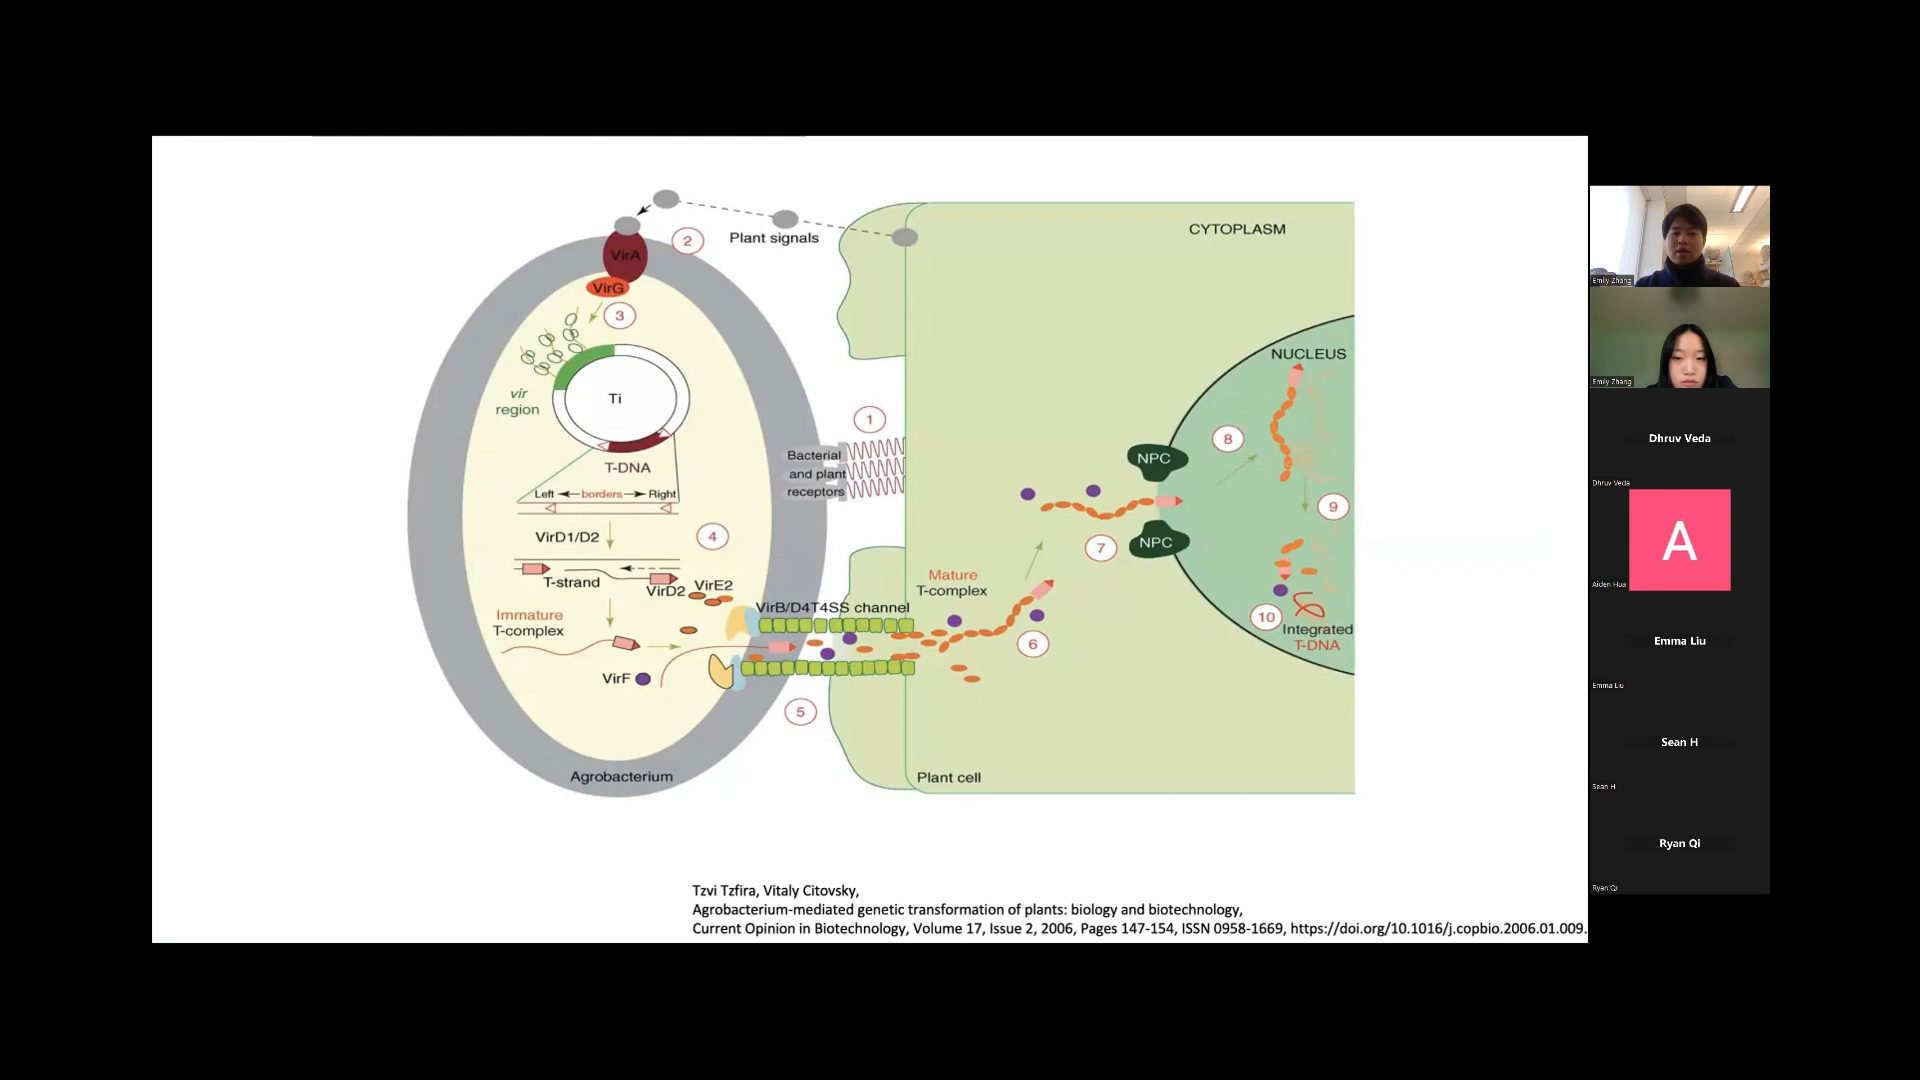 CYTOPLASM
Plant signals
2
VirA
VirG
3
NUCLEUS
Ti
vir
region
1
8
Bacterial
and plant
receptors
NPC
T-DNA
Left
borders
Right
9
VirD1/D2
4
7
NPC
T-strand
VirD2
VirE2
Mature
T-complex
VirB/D4T4SS channel
Immature
T-complex
10
Integrated
T-DNA
6
VirF
5
Agrobacterium
Plant cell
Tzvi Tzfira, Vitaly Citovsky,
Agrobacterium-mediated genetic transformation of plants: biology and biotechnology,
Current Opinion in Biotechnology, Volume 17, Issue 2, 2006, Pages 147-154, ISSN 0958-1669, https://doi.org/10.1016/j.copbio.2006.01.009.
Emily Zhang
Emily Zhang
Dhruv Veda
Dhruv Veda
A
Aiden Hua
Emma Liu
Emma Liu
Sean H
Sean H
Ryan Qi
Ryan Qi